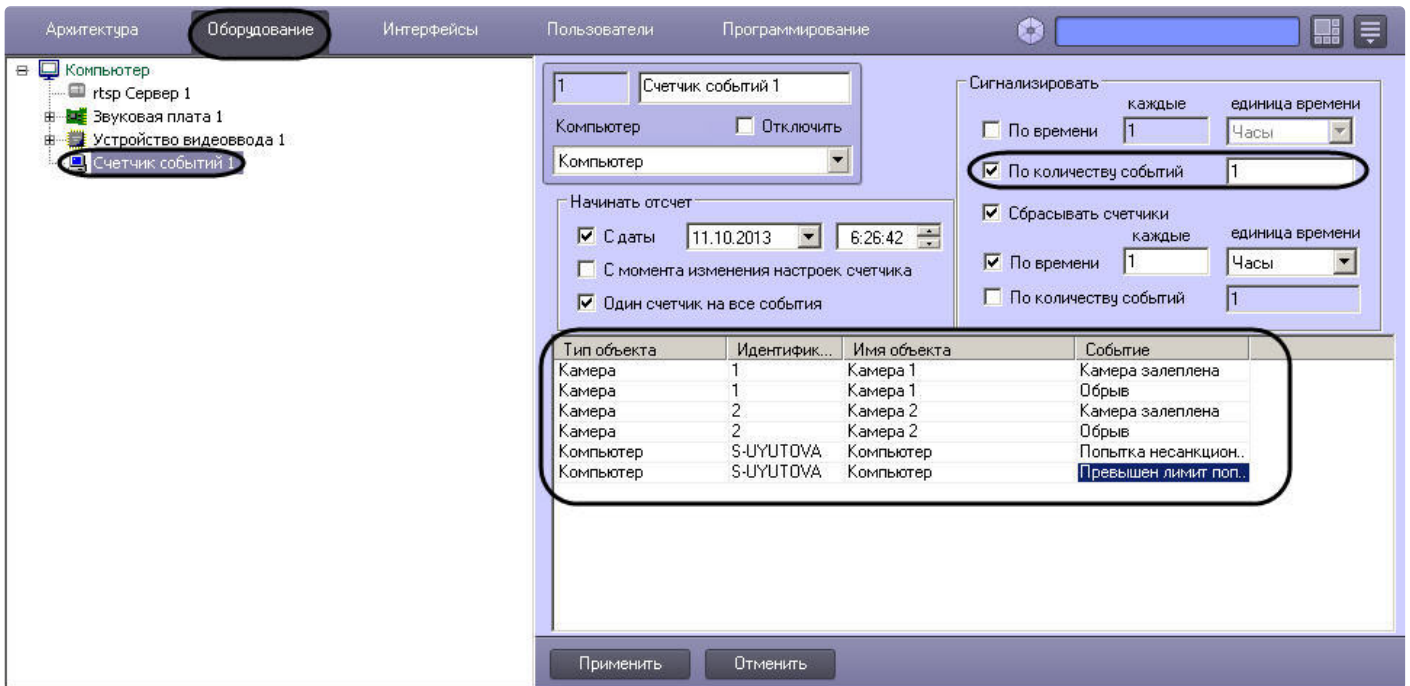 Архитектура Оборудование Интерфейсы Пользователи Программирование
Компьютер
rtsp Сервер 1
Звуковая плата 1
Устройство видеоввода 1
Счетчик событий 1
1 Счетчик событий 1
Компьютер Отключить
Компьютер
Начинать отсчет
С даты 11.10.2013 6:26:42
С момента изменения настроек счетчика
Один счетчик на все события
Сигнализировать
каждые единица времени
По времени 1 Часы
По количеству событий 1
Сбрасывать счетчики
каждые единица времени
По времени 1 Часы
По количеству событий 1
Тип объекта Идентифик... Имя объекта Событие
Камера 1 Камера 1 Камера залеплена
Камера 1 Камера 1 Обрыв
Камера 2 Камера 2 Камера залеплена
Камера 2 Камера 2 Обрыв
Компьютер S-UYUTOVA Компьютер Попытка несанкцион..
Компьютер S-UYUTOVA Компьютер Превышен лимит поп..
Применить Отменить